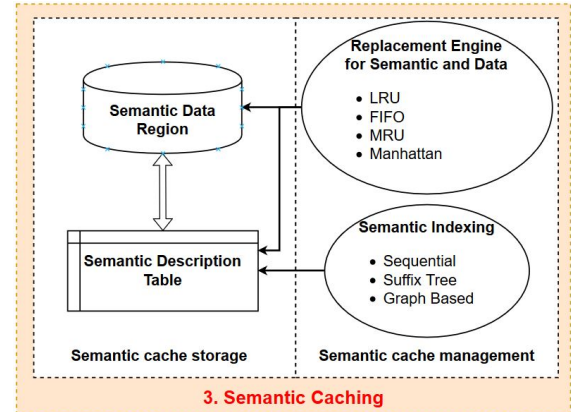 Semantic Data
Region
Semantic Description
Table
Semantic cache storage
Replacement Engine
for Semantic and Data
• LRU
• FIFO
• MRU
• Manhattan
Semantic Indexing
• Sequential
• Suffix Tree
• Graph Based
Semantic cache management
3. Semantic Caching